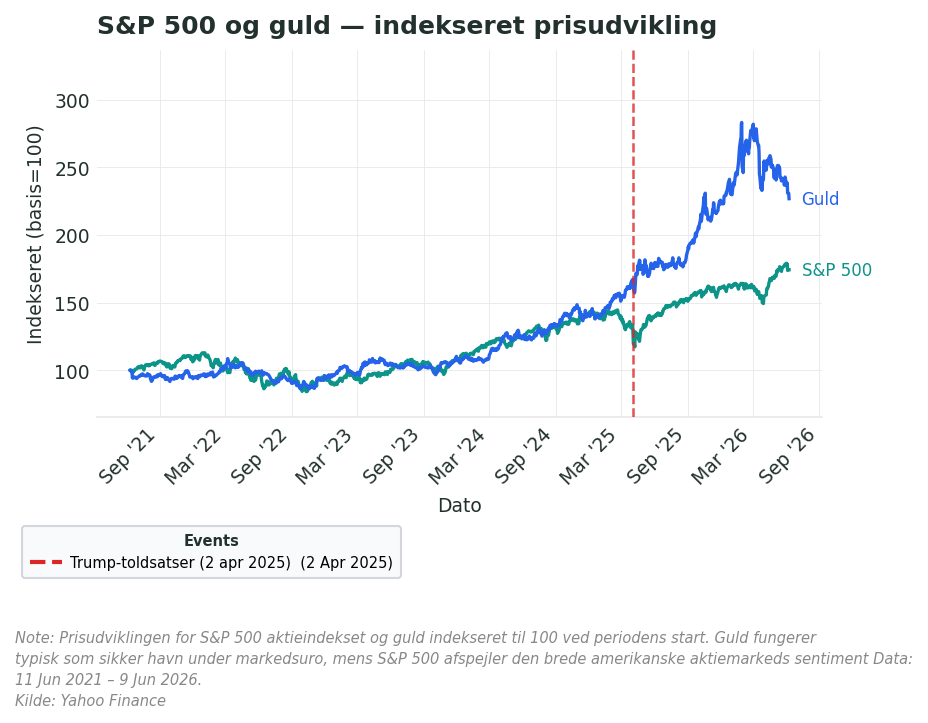 S&P 500 og guld — indekseret prisudvikling
Indekseret (basis=100)
300
250
200
150
100
Guld
S&P 500
Sep '21
Mar '22
Sep '22
Mar '23
Sep '23
Mar '24
Sep '24
Mar '25
Sep '25
Mar '26
Sep '26
Dato
Events
Trump-toldsatser (2 apr 2025)  (2 Apr 2025)
Note: Prisudviklingen for S&P 500 aktieindekset og guld indekseret til 100 ved periodens start. Guld fungerer
typisk som sikker havn under markedsuro, mens S&P 500 afspejler den brede amerikanske aktiemarkeds sentiment Data:
11 Jun 2021 – 9 Jun 2026.
Kilde: Yahoo Finance